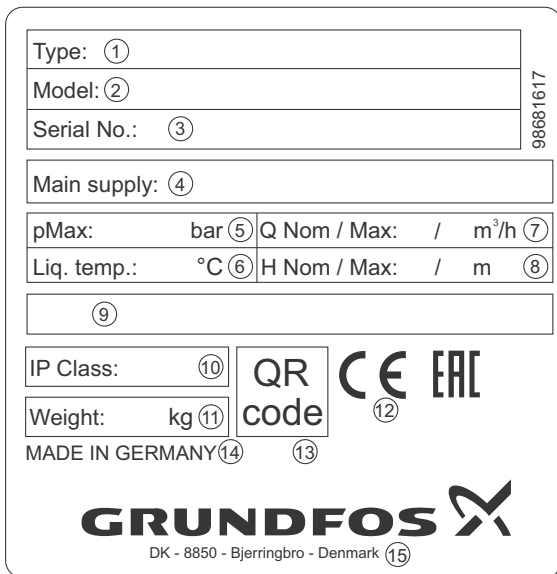 Type: 1
Model: 2
Serial No.: 3
98681617
Main supply: 4
pMax: bar 5 Q Nom / Max: / m³/h 7
Liq. temp.: °C 6 H Nom / Max: / m 8
9
IP Class: 10
Weight: kg 11
QR
code
CE EAC
12
MADE IN GERMANY 14 13
GRUNDFOS
DK - 8850 - Bjerringbro - Denmark 15